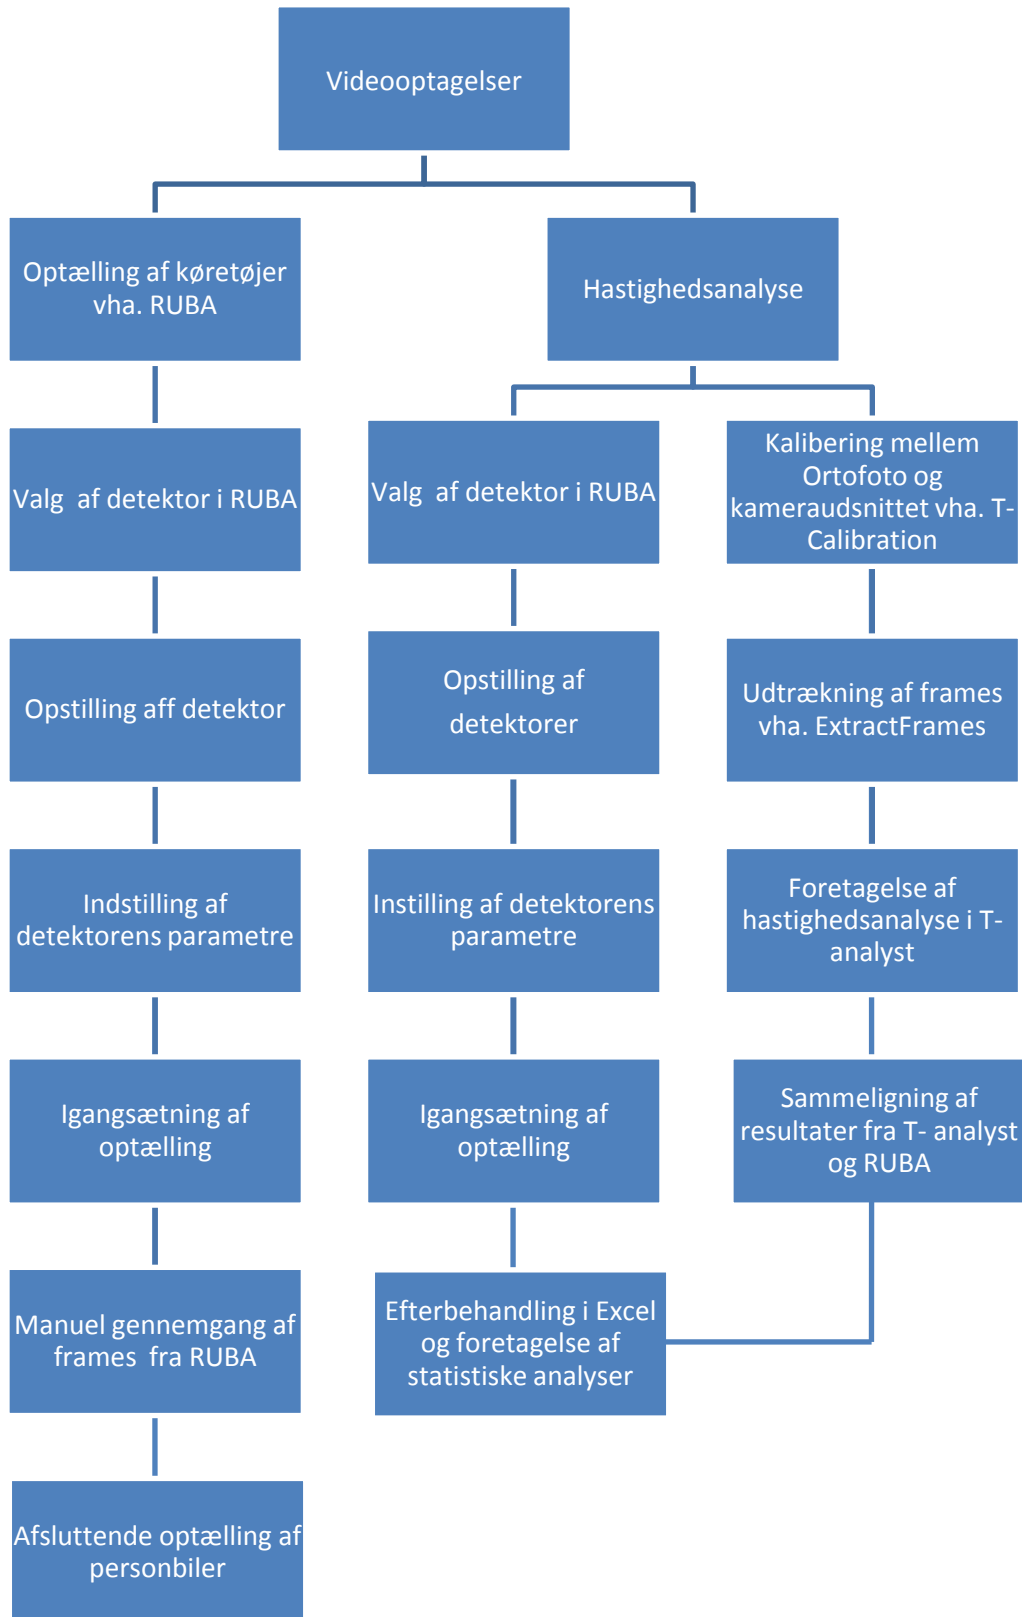 Videooptagelser
Optælling af køretøjer
vha. RUBA
Hastighedsanalyse
Valg af detektor i RUBA
Valg af detektor i RUBA
Kalibering mellem
Ortofoto og
kameraudsnittet vha. T-
Calibration
Opstilling aff detektor
Opstilling af
detektorer
Udtrækning af frames
vha. ExtractFrames
Indstilling af
detektorens parametre
Instilling af detektorens
parametre
Foretagelse af
hastighedsanalyse i T-
analyst
Igangsætning af
optælling
Igangsætning af
optælling
Sammeligning af
resultater fra T- analyst
og RUBA
Manuel gennemgang af
frames fra RUBA
Efterbehandling i Excel
og foretagelse af
statistiske analyser
Afsluttende optælling af
personbiler